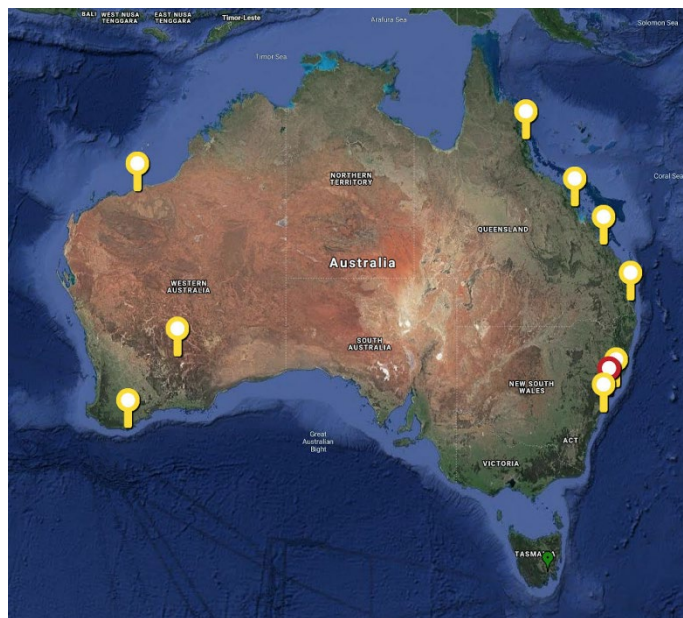 BALI
WEST NUSA
TENGGARA
EAST NUSA
TENGGARA
Timor-Leste
Arafura Sea
Solomon Sea
Timor Sea
Coral Sea
NORTHERN
TERRITORY
QUEENSLAND
Australia
WESTERN
AUSTRALIA
SOUTH
AUSTRALIA
NEW SOUTH
WALES
Great
Australian
Bight
ACT
VICTORIA